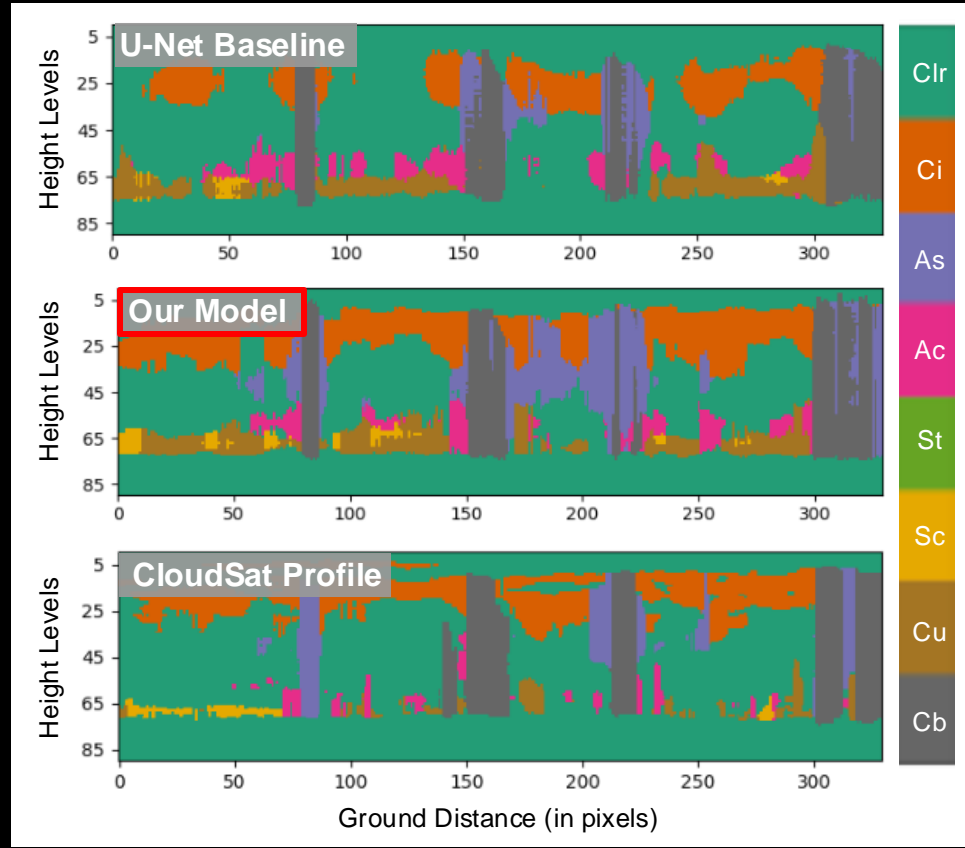 U-Net Baseline
Height Levels
5
25
45
65
85
0 50 100 150 200 250 300
Our Model
Height Levels
5
25
45
65
85
0 50 100 150 200 250 300
CloudSat Profile
Height Levels
5
25
45
65
85
0 50 100 150 200 250 300
Ground Distance (in pixels)
Clr
Ci
As
Ac
St
Sc
Cu
Cb